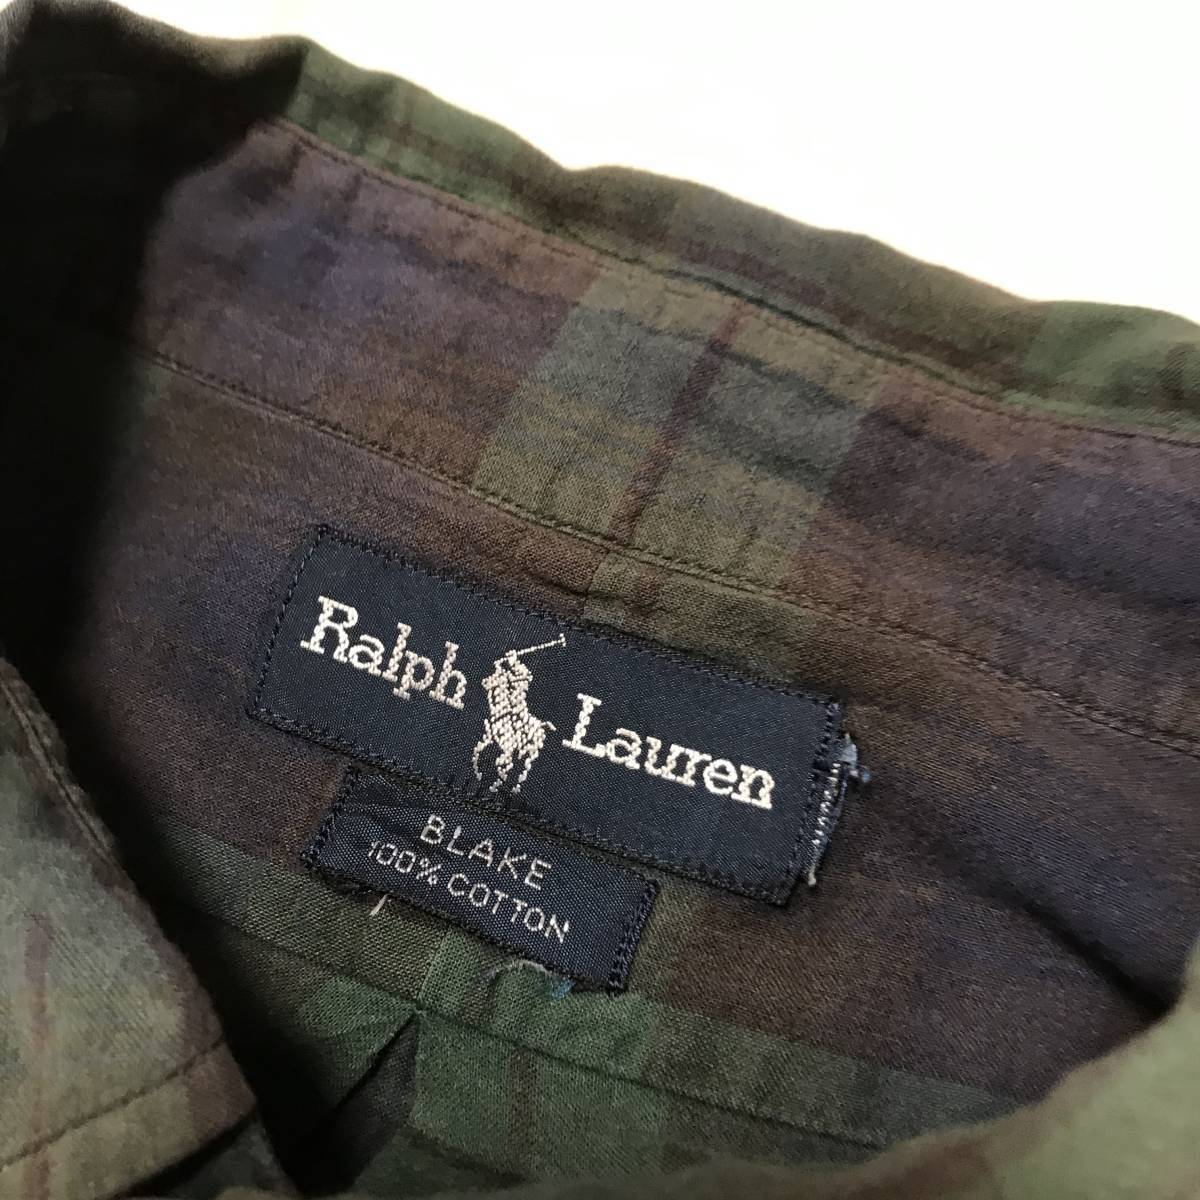 Ralph Lauren
BLAKE
100% COTTON